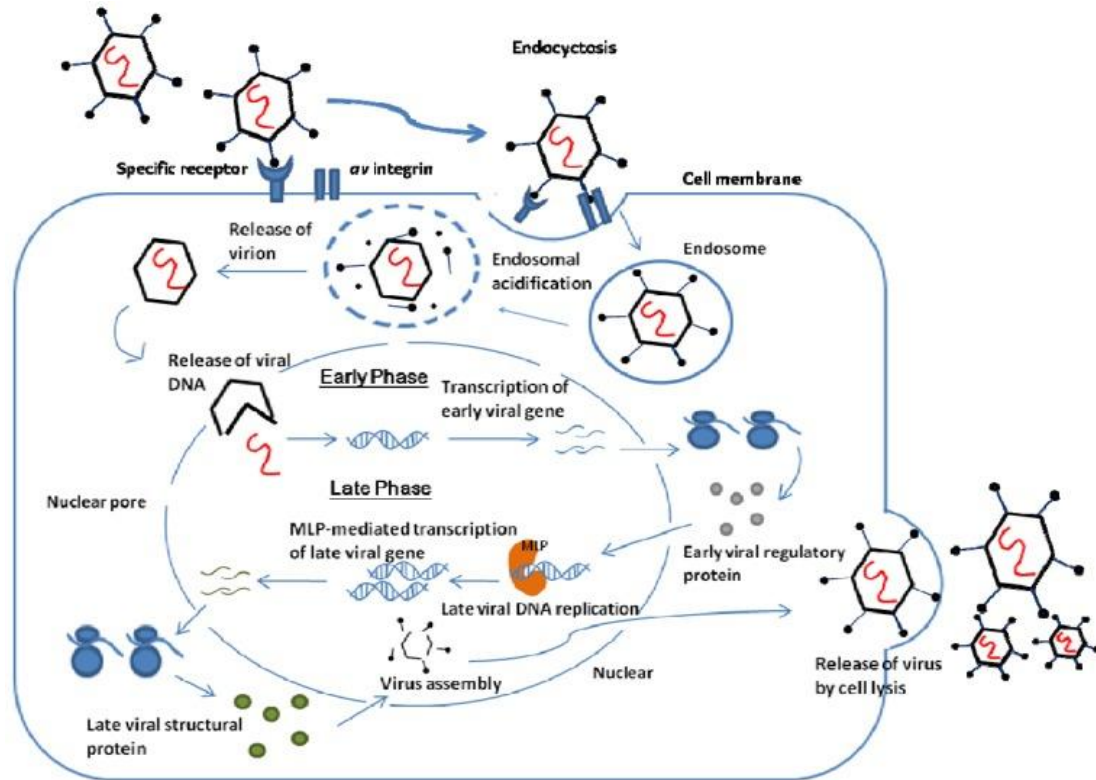 Endocyctosis
Specific receptor
αv integrin
Cell membrane
Release of
virion
Endosomal
acidification
Endosome
Release of viral
DNA
Early Phase
Transcription of
early viral gene
Nuclear pore
Late Phase
MLP-mediated transcription
of late viral gene
MLP
Early viral regulatory
protein
Late viral DNA replication
Virus assembly
Nuclear
Release of virus
by cell lysis
Late viral structural
protein